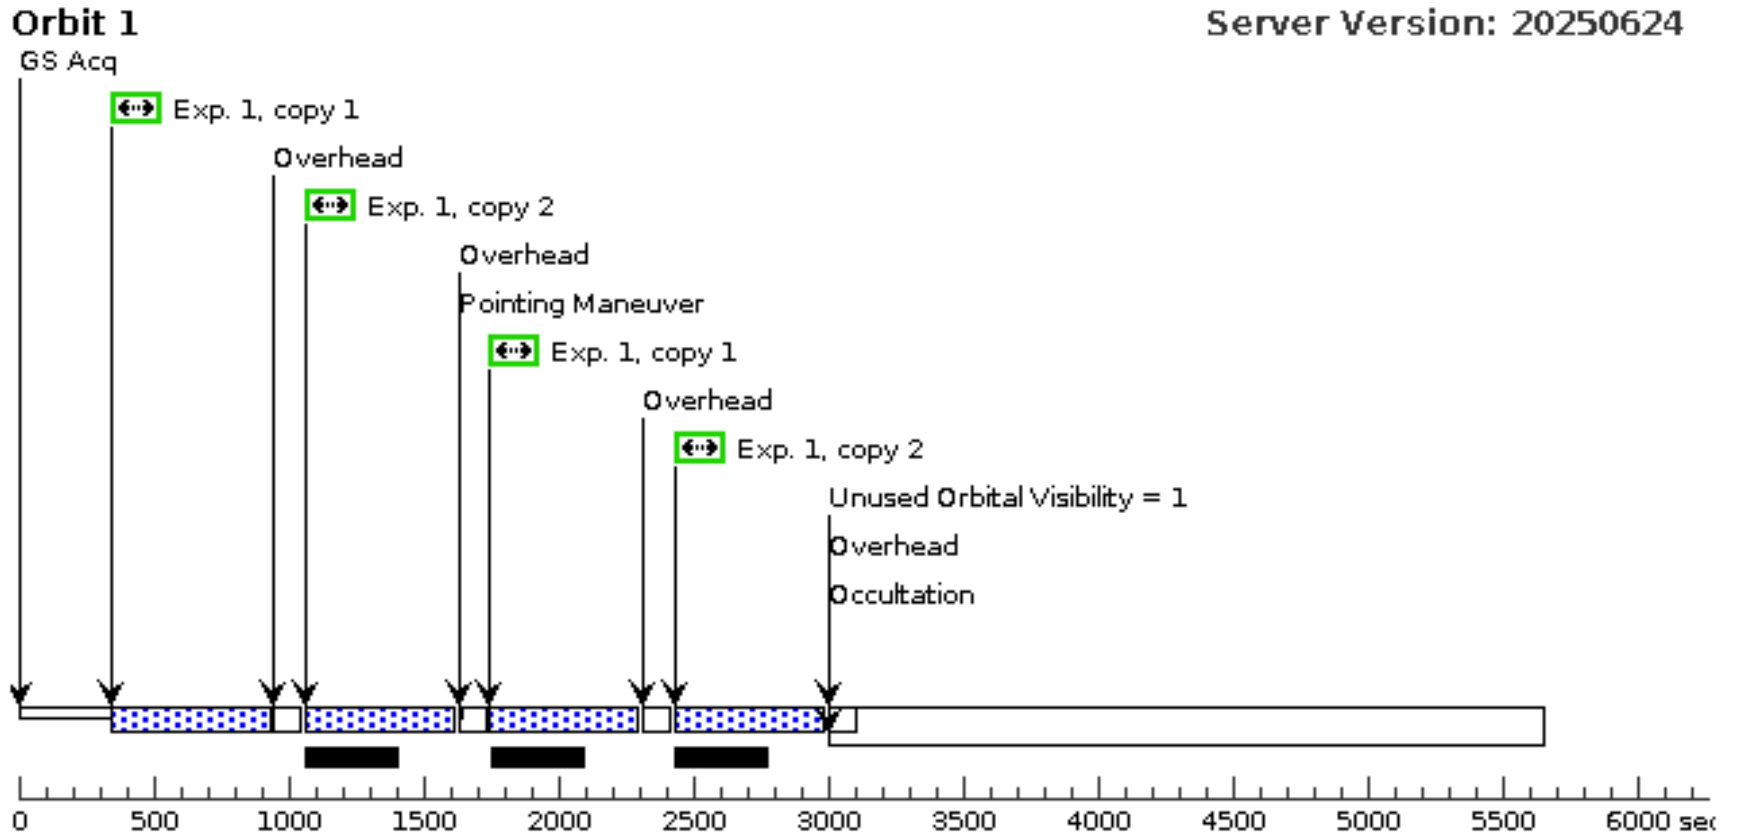 Orbit 1
Server Version: 20250624
GS Acq
Exp. 1, copy 1
Overhead
Exp. 1, copy 2
Overhead
Pointing Maneuver
Exp. 1, copy 1
Overhead
Exp. 1, copy 2
Unused Orbital Visibility = 1
Overhead
Occultation
0 500 1000 1500 2000 2500 3000 3500 4000 4500 5000 5500 6000 sec